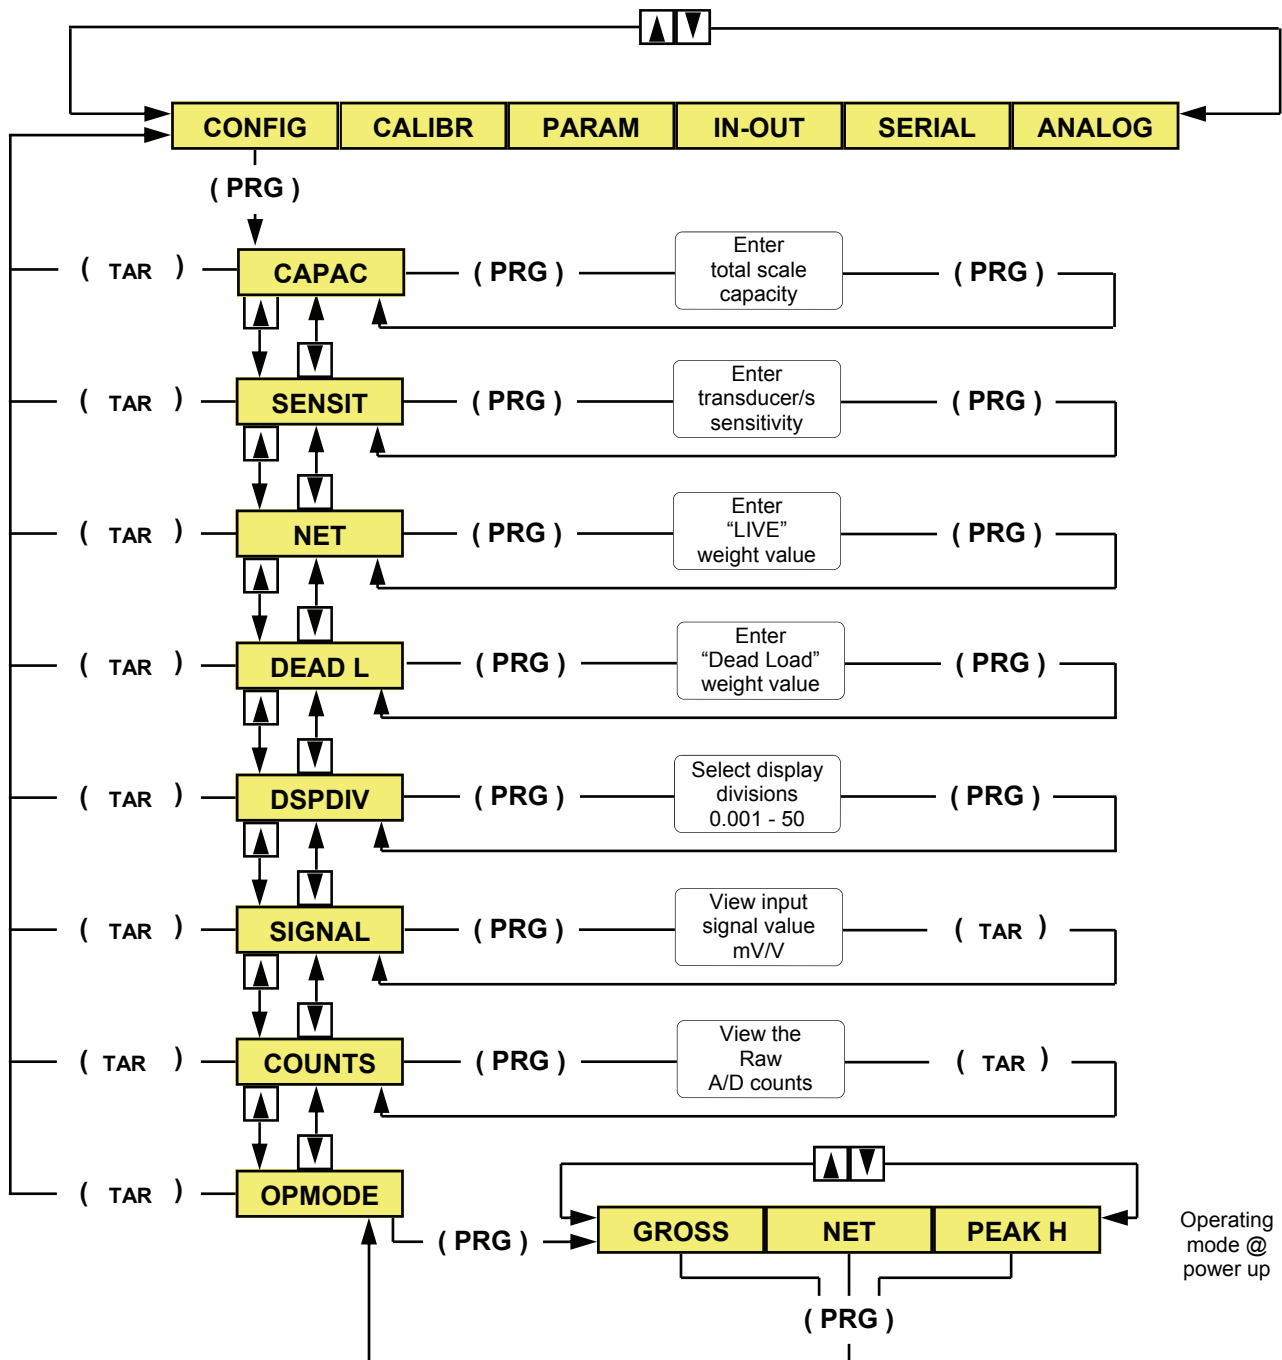 CONFIG CALIBR PARAM IN-OUT SERIAL ANALOG
( PRG )
( TAR ) CAPAC ( PRG ) Enter
total scale
capacity ( PRG )
( TAR ) SENSIT ( PRG ) Enter
transducer/s
sensitivity ( PRG )
( TAR ) NET ( PRG ) Enter
“LIVE”
weight value ( PRG )
( TAR ) DEAD L ( PRG ) Enter
“Dead Load”
weight value ( PRG )
( TAR ) DSPDIV ( PRG ) Select display
divisions
0.001 - 50 ( PRG )
( TAR ) SIGNAL ( PRG ) View input
signal value
mV/V ( TAR )
( TAR ) COUNTS ( PRG ) View the
Raw
A/D counts ( TAR )
( TAR ) OPMODE ( PRG ) GROSS NET PEAK H
Operating
mode @
power up
( PRG )